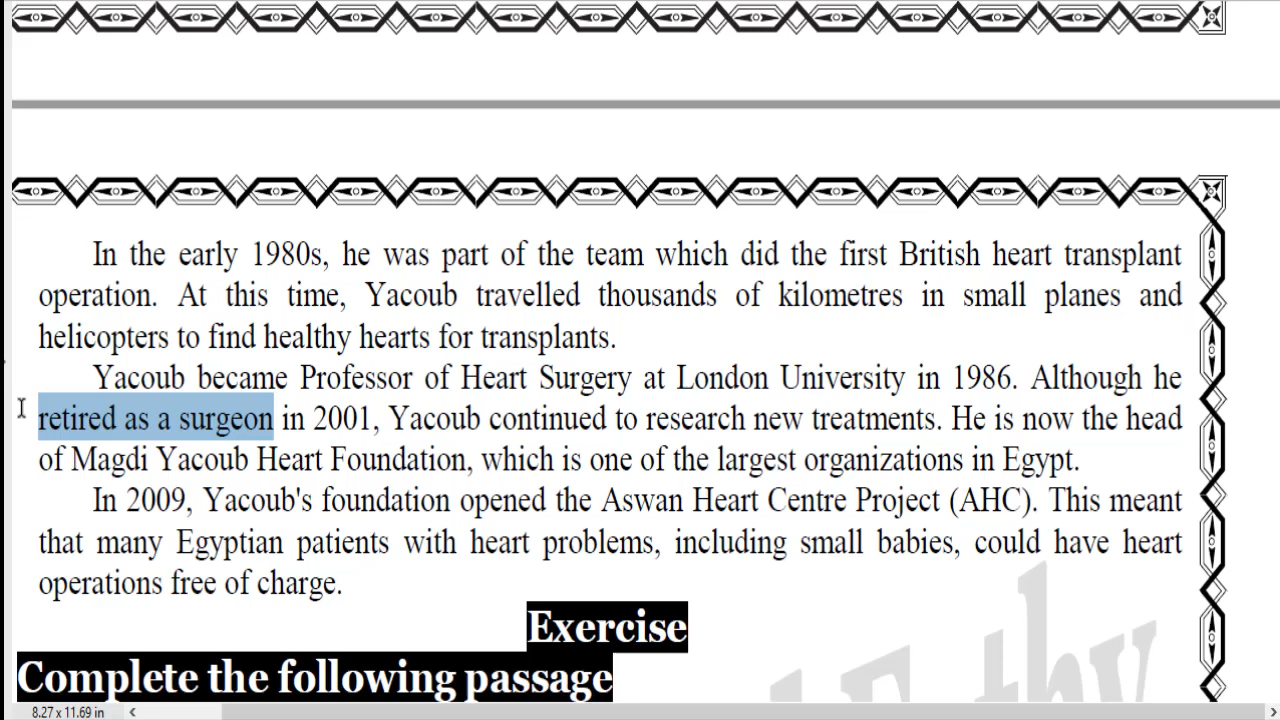 In the early 1980s, he was part of the team which did the first British heart transplant
operation. At this time, Yacoub travelled thousands of kilometres in small planes and
helicopters to find healthy hearts for transplants.
Yacoub became Professor of Heart Surgery at London University in 1986. Although he
retired as a surgeon in 2001, Yacoub continued to research new treatments. He is now the head
of Magdi Yacoub Heart Foundation, which is one of the largest organizations in Egypt.
In 2009, Yacoub's foundation opened the Aswan Heart Centre Project (AHC). This meant
that many Egyptian patients with heart problems, including small babies, could have heart
operations free of charge.
Exercise
Complete the following passage
8.27 x 11.69 in